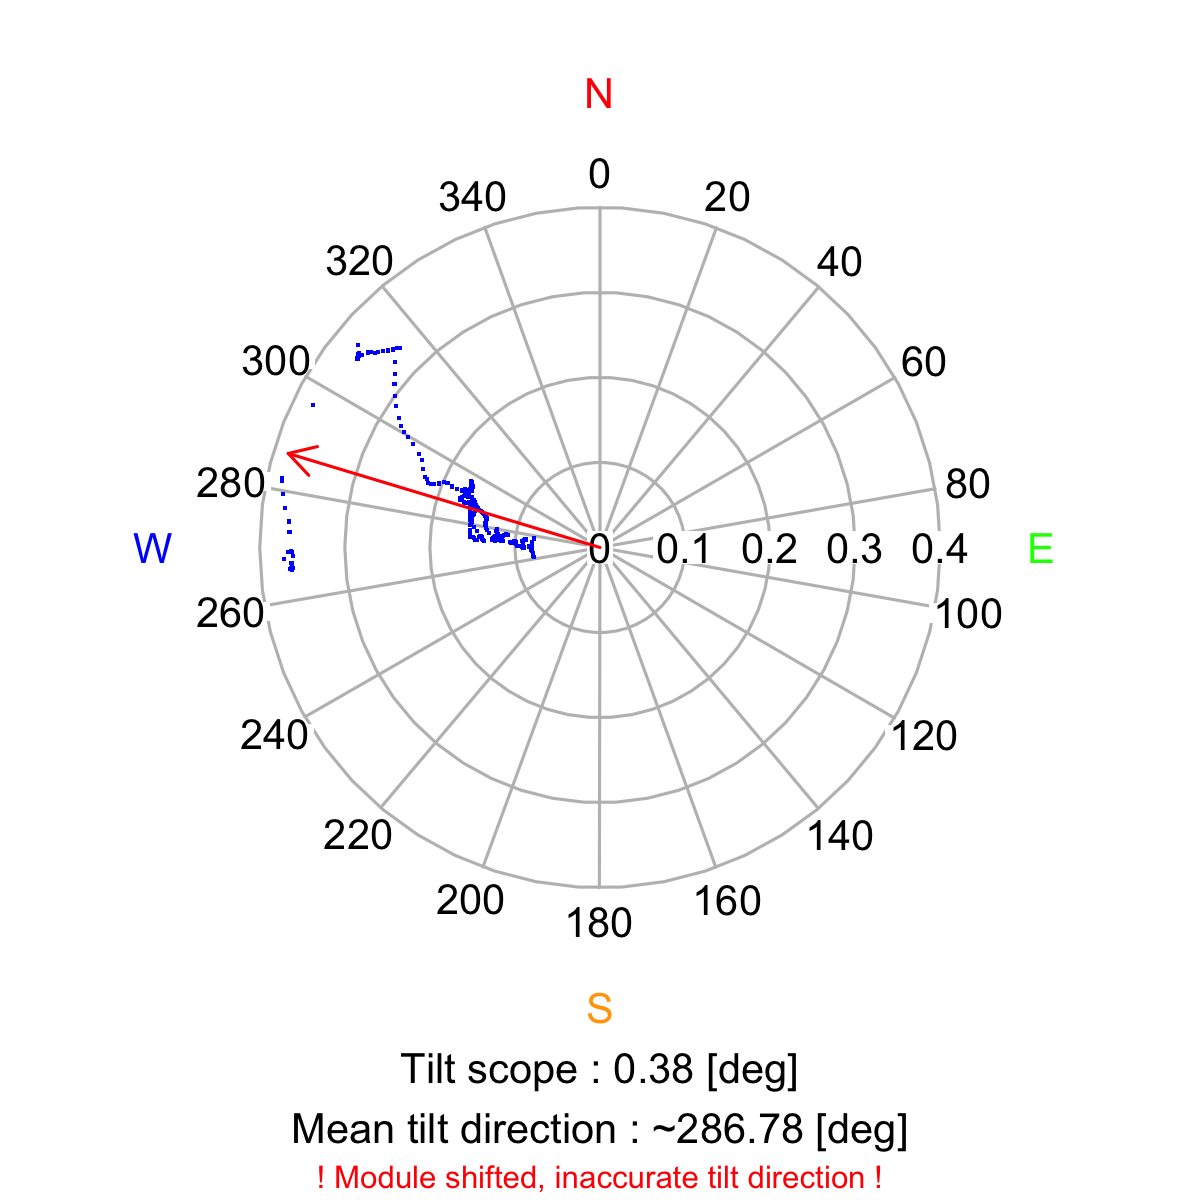 N
0
340 20
320 40
300 60
280 80
W 0 0.1 0.2 0.3 0.4 E
260 100
240 120
220 140
200 160
180
S
Tilt scope : 0.38 [deg]
Mean tilt direction : ~286.78 [deg]
! Module shifted, inaccurate tilt direction !